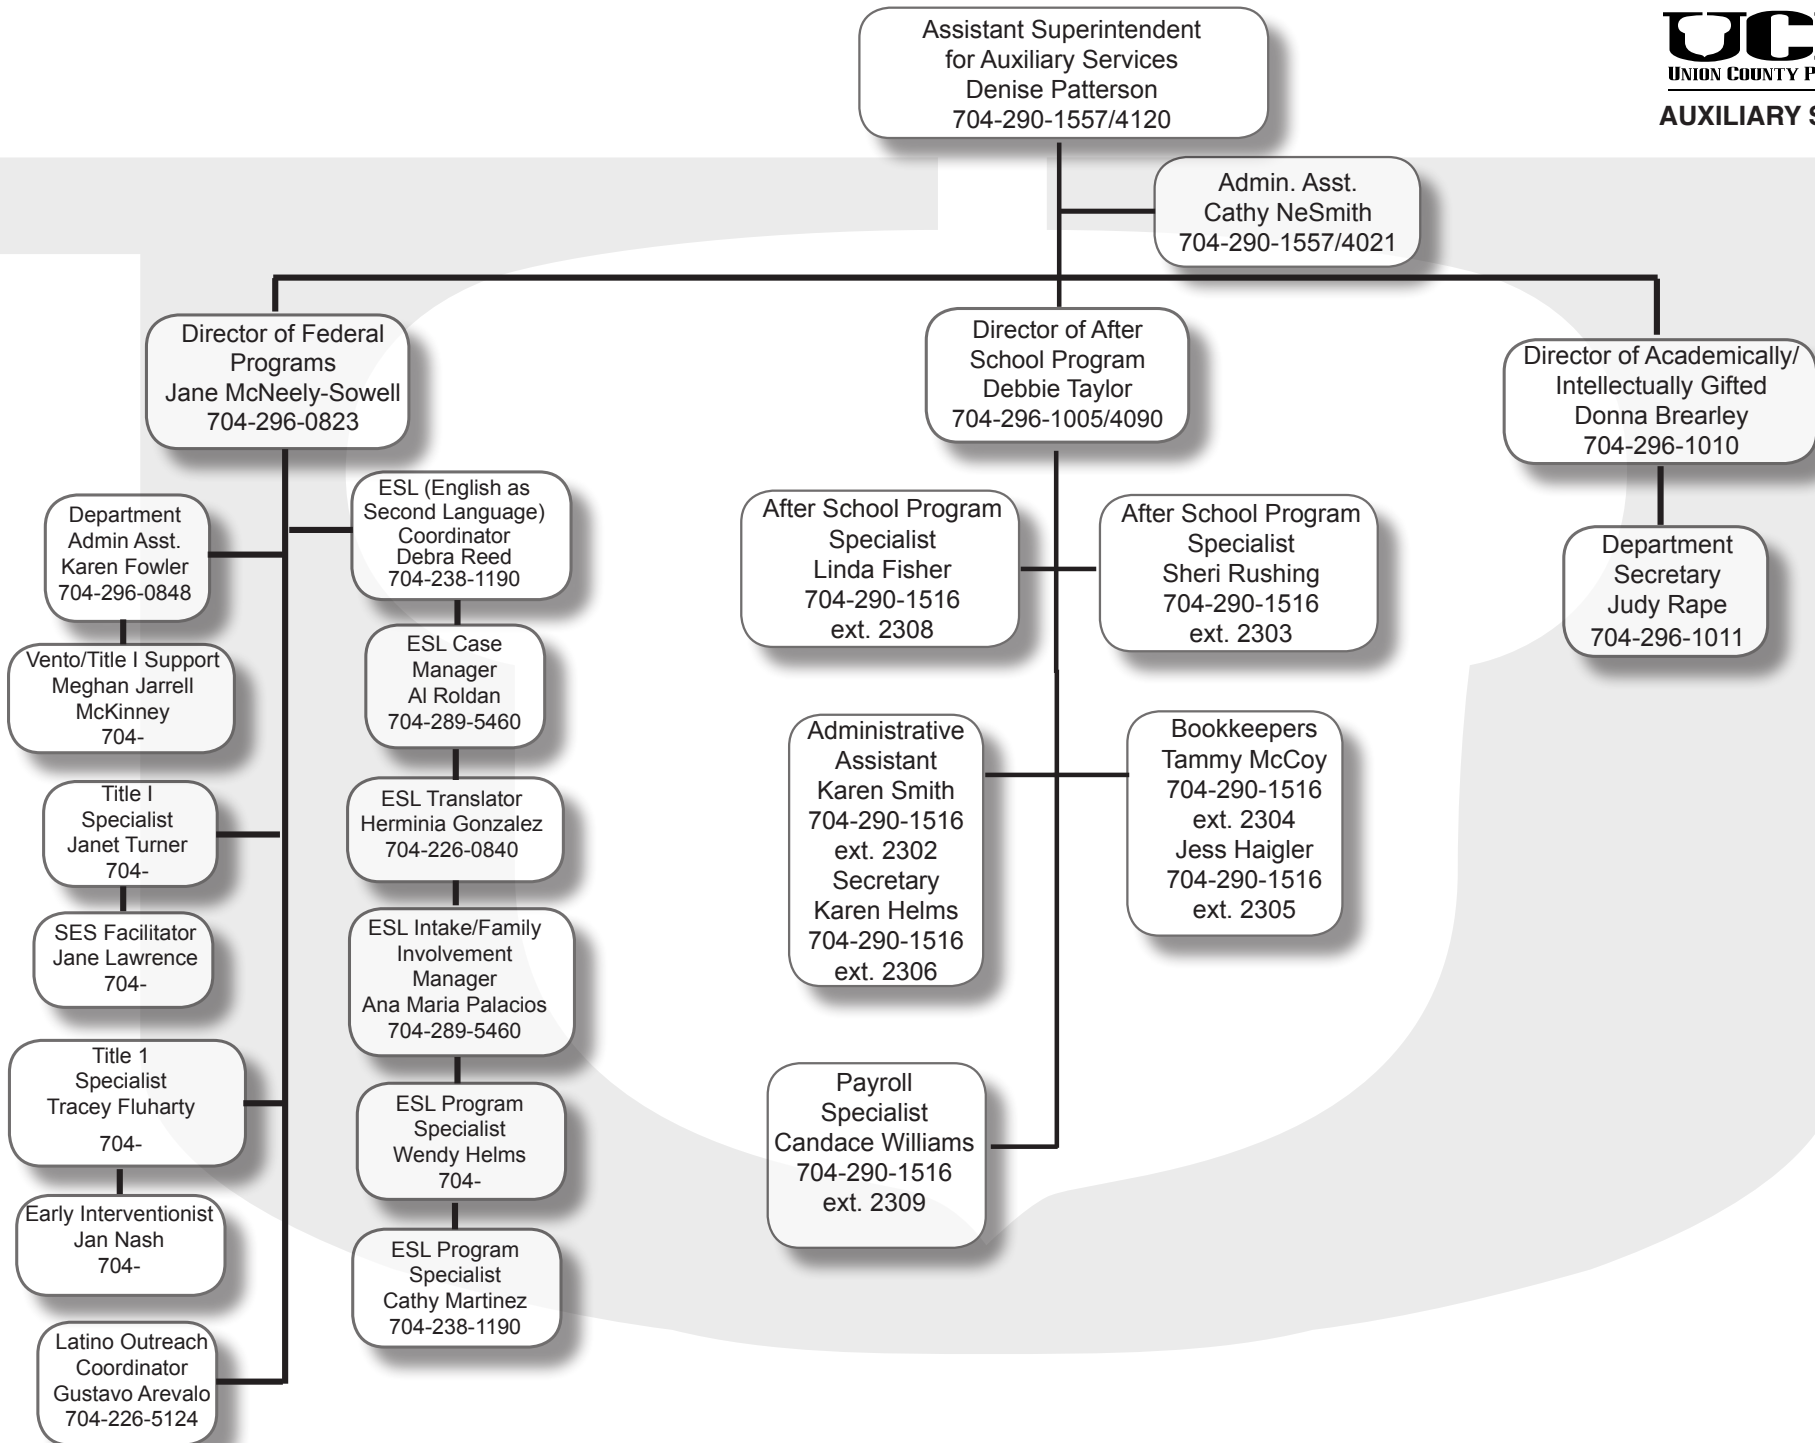 Assistant Superintendent
for Auxiliary Services
Denise Patterson
704-290-1557/4120
UNION COUNTY
AUXILIARY
Admin. Asst.
Cathy NeSmith
704-290-1557/4021
Director of Federal
Programs
Jane McNeely-Sowell
704-296-0823
Director of After
School Program
Debbie Taylor
704-296-1005/4090
Director of Academically/
Intellectually Gifted
Donna Brearley
704-296-1010
Department
Admin Asst.
Karen Fowler
704-296-0848
Vento/Title I Support
Meghan Jarrell
McKinney
704-
Title I
Specialist
Janet Turner
704-
SES Facilitator
Jane Lawrence
704-
Title 1
Specialist
Tracey Fluharty
704-
Early Interventionist
Jan Nash
704-
Latino Outreach
Coordinator
Gustavo Arevalo
704-226-5124
ESL (English as
Second Language)
Coordinator
Debra Reed
704-238-1190
ESL Case
Manager
Al Roldan
704-289-5460
ESL Translator
Herminia Gonzalez
704-226-0840
ESL Intake/Family
Involvement
Manager
Ana Maria Palacios
704-289-5460
ESL Program
Specialist
Wendy Helms
704-
ESL Program
Specialist
Cathy Martinez
704-238-1190
After School Program
Specialist
Linda Fisher
704-290-1516
ext. 2308
After School Program
Specialist
Sheri Rushing
704-290-1516
ext. 2303
Administrative
Assistant
Karen Smith
704-290-1516
ext. 2302
Secretary
Karen Helms
704-290-1516
ext. 2306
Bookkeepers
Tammy McCoy
704-290-1516
ext. 2304
Jess Haigler
704-290-1516
ext. 2305
Payroll
Specialist
Candace Williams
704-290-1516
ext. 2309
Department
Secretary
Judy Rape
704-296-1011